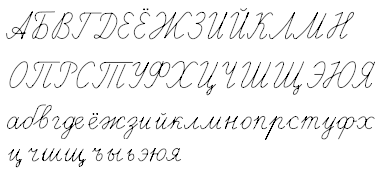 АБВГДЕЁЖЗИЙКЛМН
ОПРСТУФХЦЧШЩЭЮЯ
абвгдеёжзийклмнопрстуфх
цчшщъыьэюя